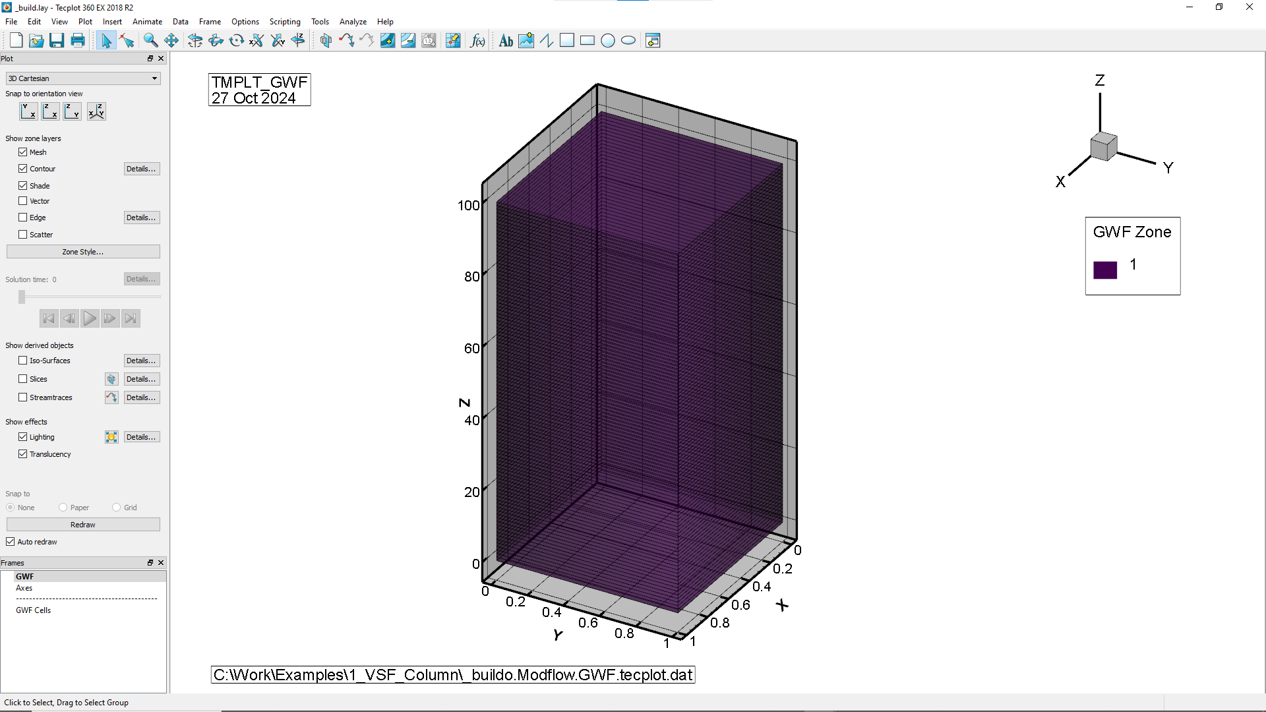 _build.lay - Tecplot 360 EX 2018 R2
File Edit View Plot Insert Animate Data Frame Options Scripting Tools Analyze Help
Plot
3D Cartesian
Snap to orientation view
Show zone layers
Mesh
Contour Details...
Shade
Vector
Edge Details...
Scatter
Zone Style...
Solution time: 0 Details...
Show derived objects
Iso-Surfaces Details...
Slices Details...
Streamtraces Details...
Show effects
Lighting Details...
Translucency
Snap to
None Paper Grid
Redraw
Auto redraw
Frames
GWF
Axes
GWF Cells
Click to Select, Drag to Select Group
TMPLT_GWF
27 Oct 2024
100
80
60
Z
40
20
0
0 0.2 0.4 0.6 0.8 1
Y
0 0.2 0.4 0.6 0.8 1
X
Z
X
Y
GWF Zone
1
C:\Work\Examples\1_VSF_Column\_buildo.Modflow.GWF.tecplot.dat